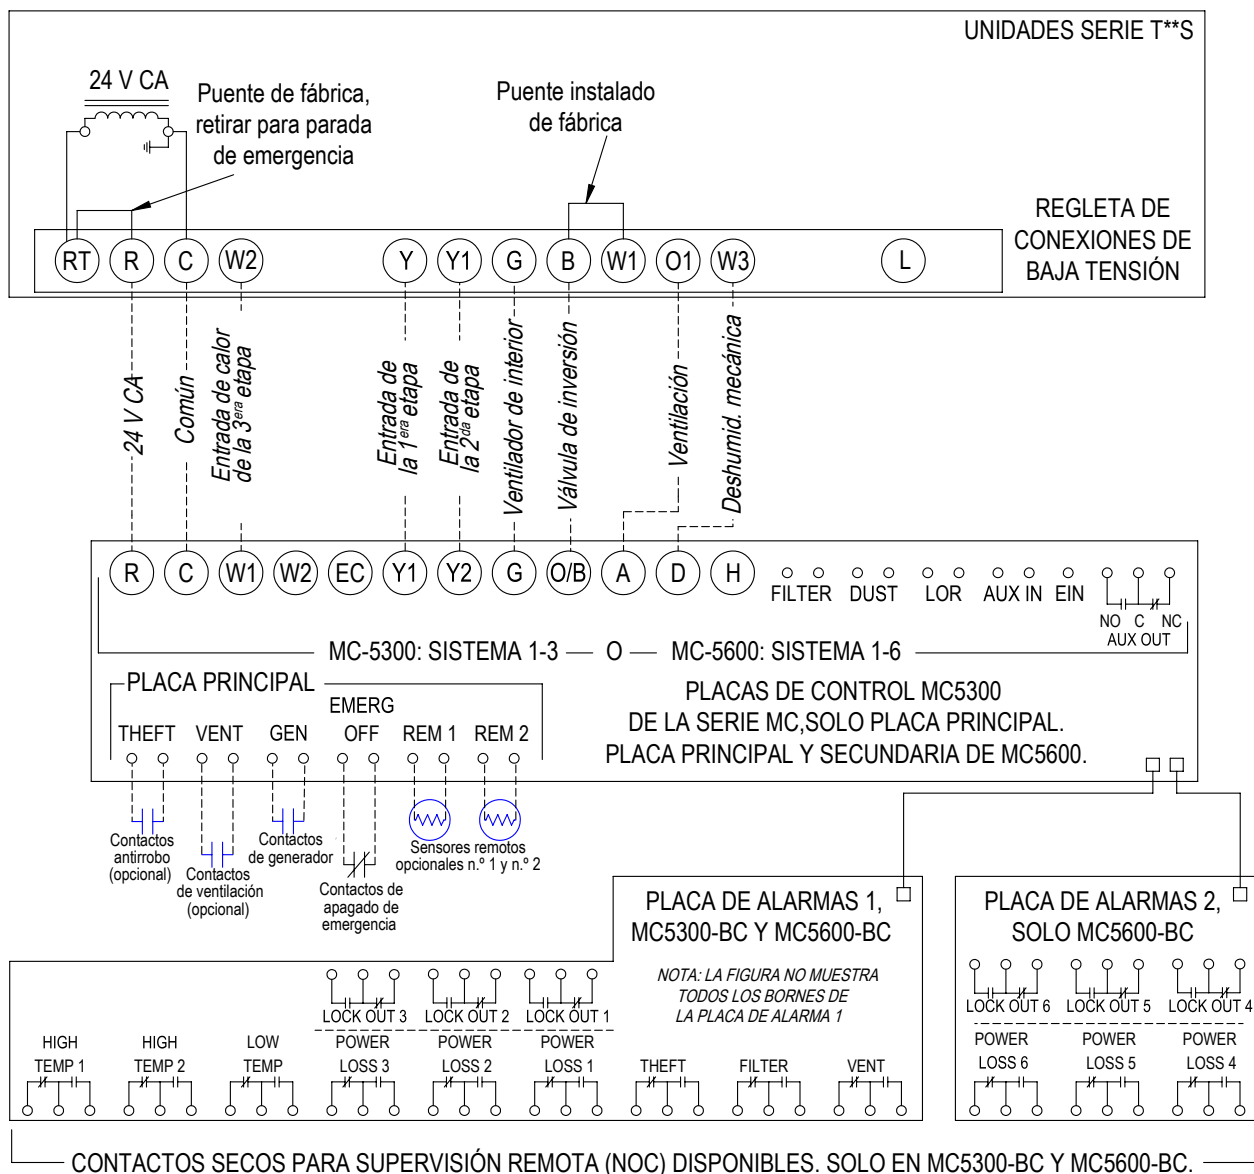 UNIDADES SERIE T**S
24 V CA
Puente de fábrica,
retirar para parada
de emergencia
Puente instalado
de fábrica
REGLETA DE
CONEXIONES DE
BAJA TENSIÓN
RT R C W2 Y Y1 G B W1 O1 W3 L
24 V CA
Común
Entrada de calor
de la 3era etapa
Entrada de
la 1era etapa
Entrada de
la 2da etapa
Ventilador de interior
Válvula de inversión
Ventilación
Deshumid. mecánica
R C W1 W2 EC Y1 Y2 G O/B A D H
FILTER DUST LOR AUX IN EIN
NO C NC
AUX OUT
MC-5300: SISTEMA 1-3 O MC-5600: SISTEMA 1-6
PLACA PRINCIPAL
PLACAS DE CONTROL MC5300
DE LA SERIE MC,SOLO PLACA PRINCIPAL.
PLACA PRINCIPAL Y SECUNDARIA DE MC5600.
EMERG
THEFT VENT GEN OFF REM 1 REM 2
Contactos
antirrobo
(opcional)
Contactos
de ventilación
(opcional)
Contactos
de generador
Contactos de
apagado de
emergencia
Sensores remotos
opcionales n.º 1 y n.º 2
PLACA DE ALARMAS 1,
MC5300-BC Y MC5600-BC
NOTA: LA FIGURA NO MUESTRA
TODOS LOS BORNES DE
LA PLACA DE ALARMA 1
LOCK OUT 3 LOCK OUT 2 LOCK OUT 1
HIGH
TEMP 1
HIGH
TEMP 2
LOW
TEMP
POWER
LOSS 3
POWER
LOSS 2
POWER
LOSS 1
THEFT
FILTER
VENT
PLACA DE ALARMAS 2,
SOLO MC5600-BC
LOCK OUT 6 LOCK OUT 5 LOCK OUT 4
POWER
LOSS 6
POWER
LOSS 5
POWER
LOSS 4
CONTACTOS SECOS PARA SUPERVISIÓN REMOTA (NOC) DISPONIBLES. SOLO EN MC5300-BC Y MC5600-BC.